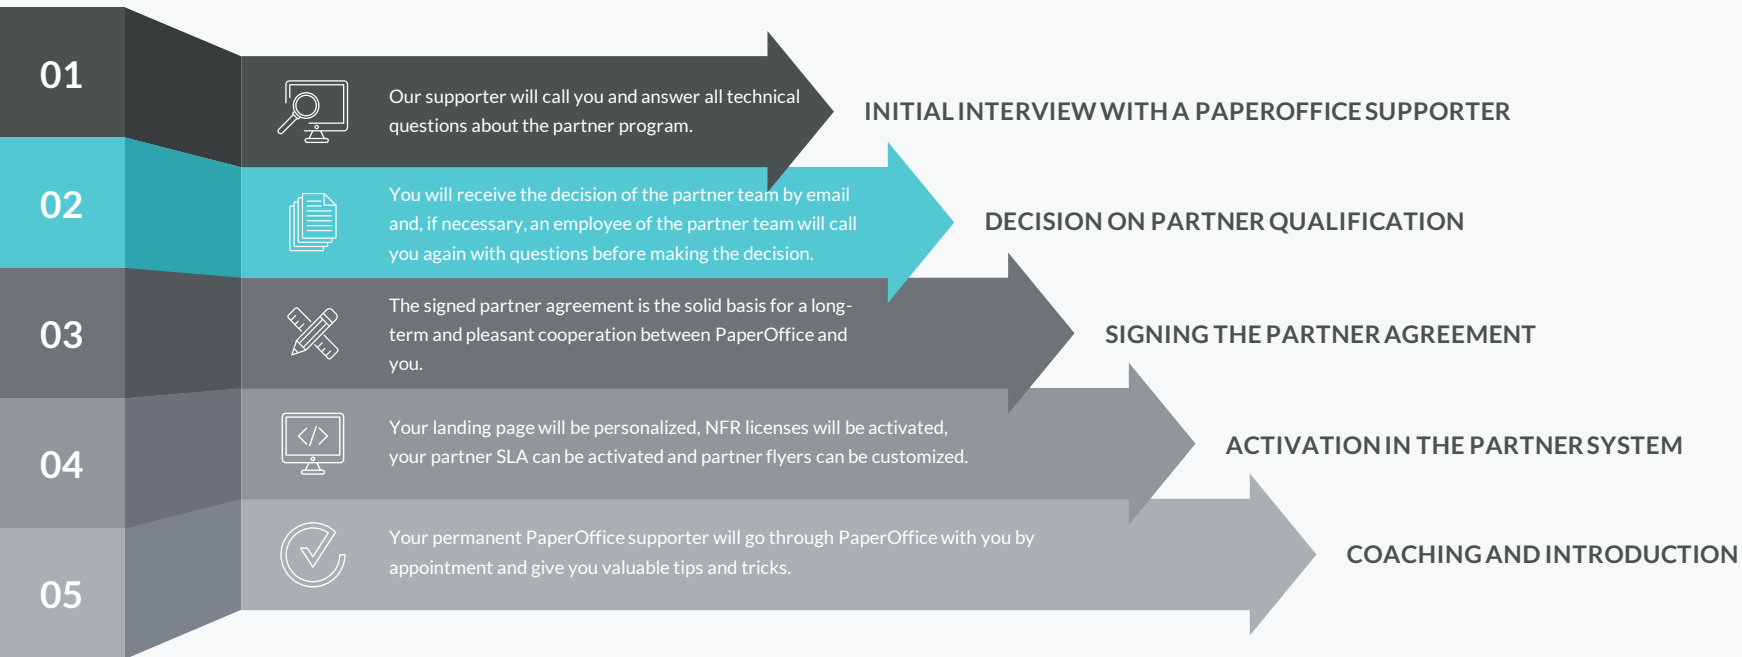 01
Our supporter will call you and answer all technical
questions about the partner program.
INITIAL INTERVIEW WITH A PAPEROFFICE SUPPORTER
02
You will receive the decision of the partner team by email
and, if necessary, an employee of the partner team will call
you again with questions before making the decision.
DECISION ON PARTNER QUALIFICATION
03
The signed partner agreement is the solid basis for a long-
term and pleasant cooperation between PaperOffice and
you.
SIGNING THE PARTNER AGREEMENT
04
</>
Your landing page will be personalized, NFR licenses will be activated,
your partner SLA can be activated and partner flyers can be customized.
ACTIVATION IN THE PARTNER SYSTEM
05
Your permanent PaperOffice supporter will go through PaperOffice with you by
appointment and give you valuable tips and tricks.
COACHING AND INTRODUCTION